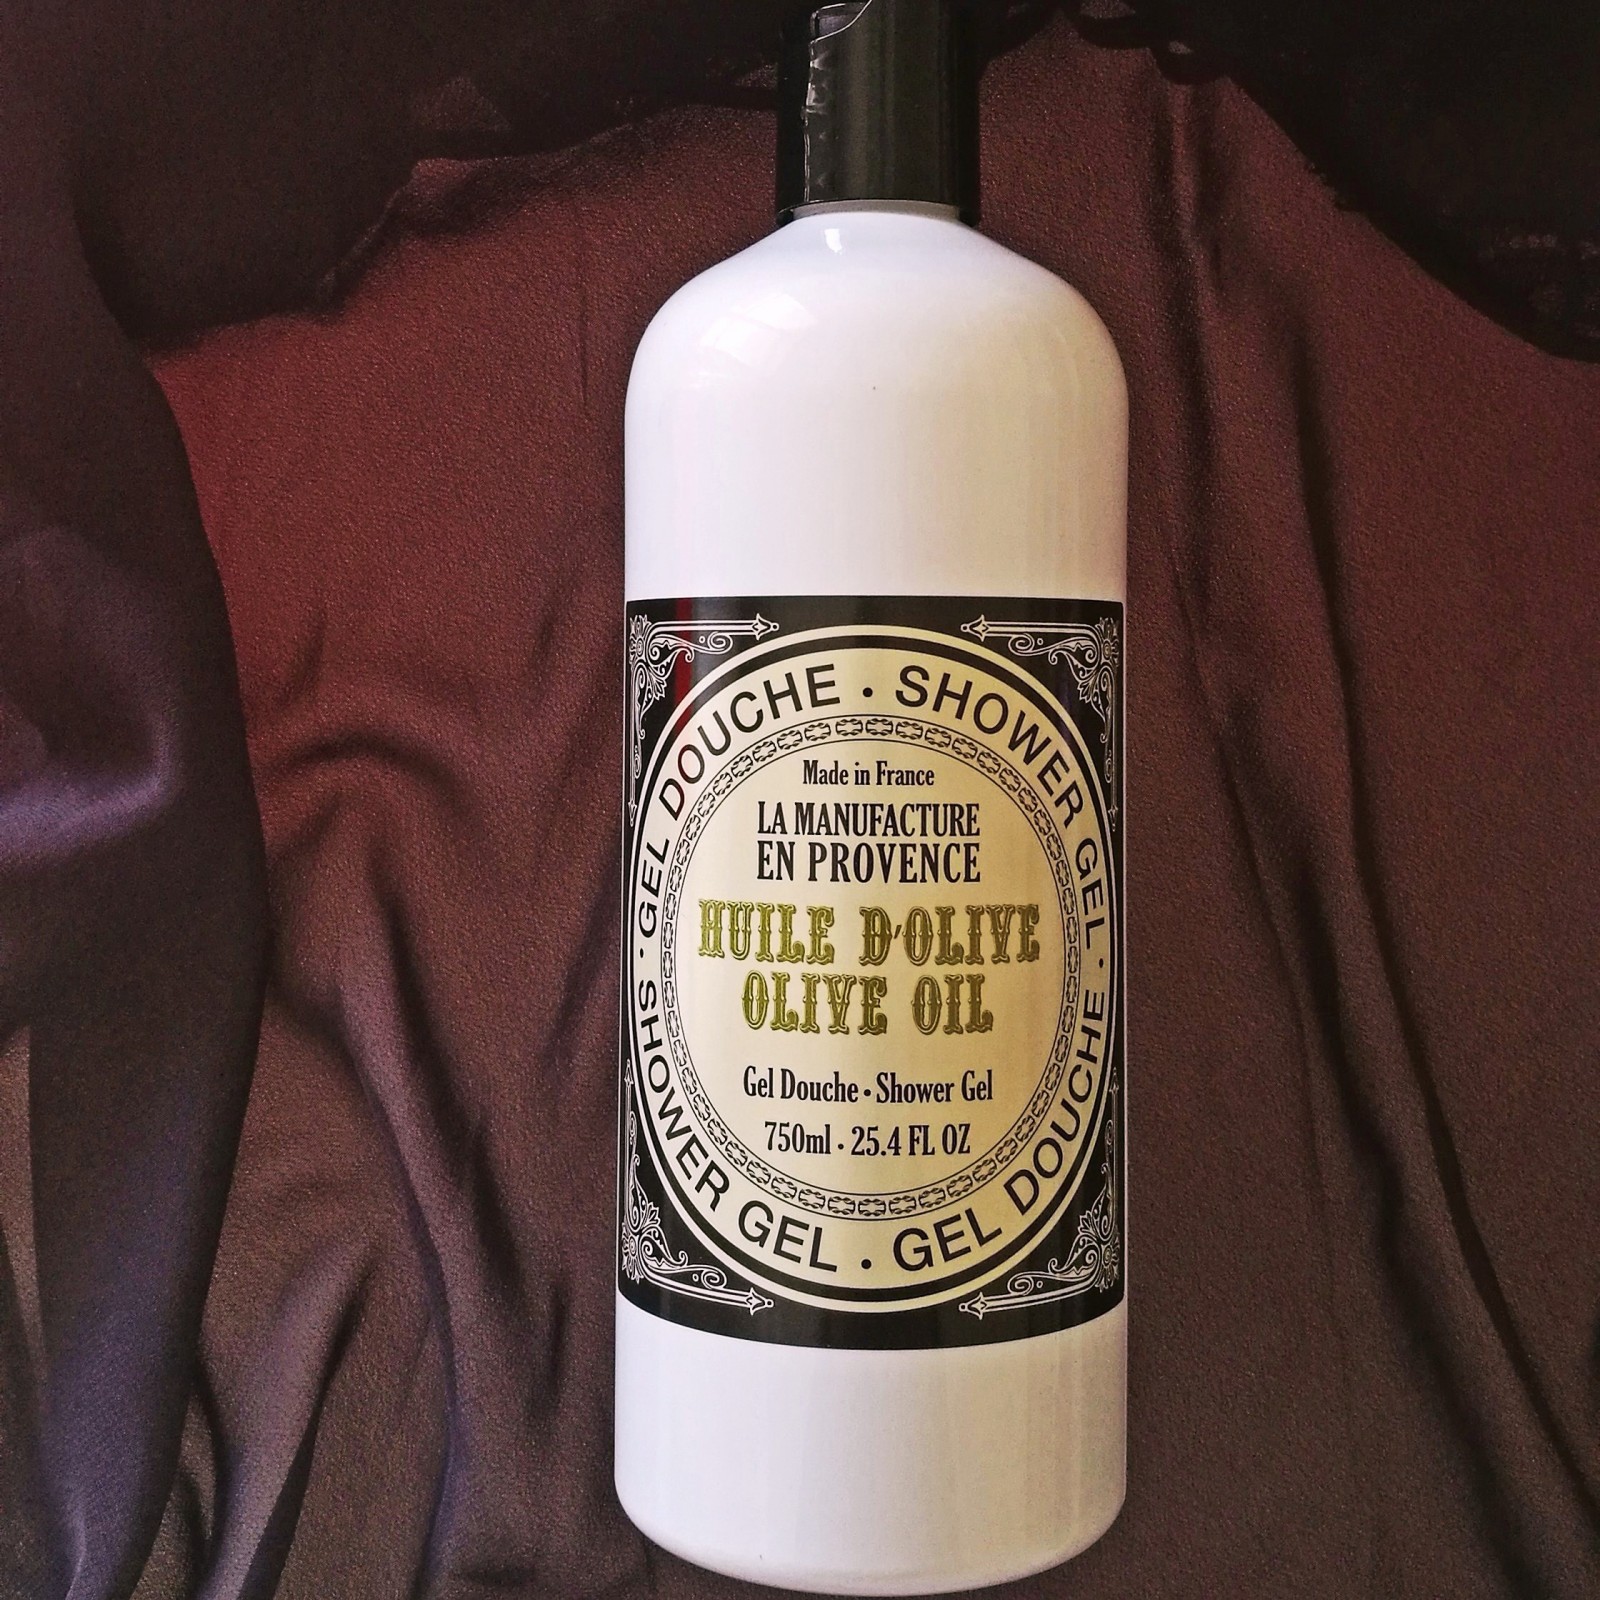 GEL DOUCHE · SHOWER GEL · GEL DOUCHE · SHOWER GEL ·
Made in France
LA MANUFACTURE
EN PROVENCE
HUILE D'OLIVE
OLIVE OIL
Gel Douche · Shower Gel
750ml · 25.4 FL OZ